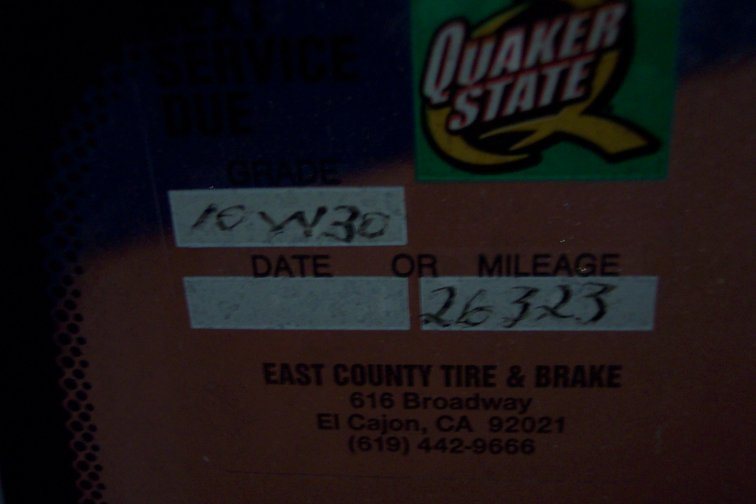 NEXT
SERVICE
DUE
QUAKER
STATE
GRADE
10W30
DATE OR MILEAGE
26323
EAST COUNTY TIRE & BRAKE
616 Broadway
El Cajon, CA 92021
(619) 442-9666